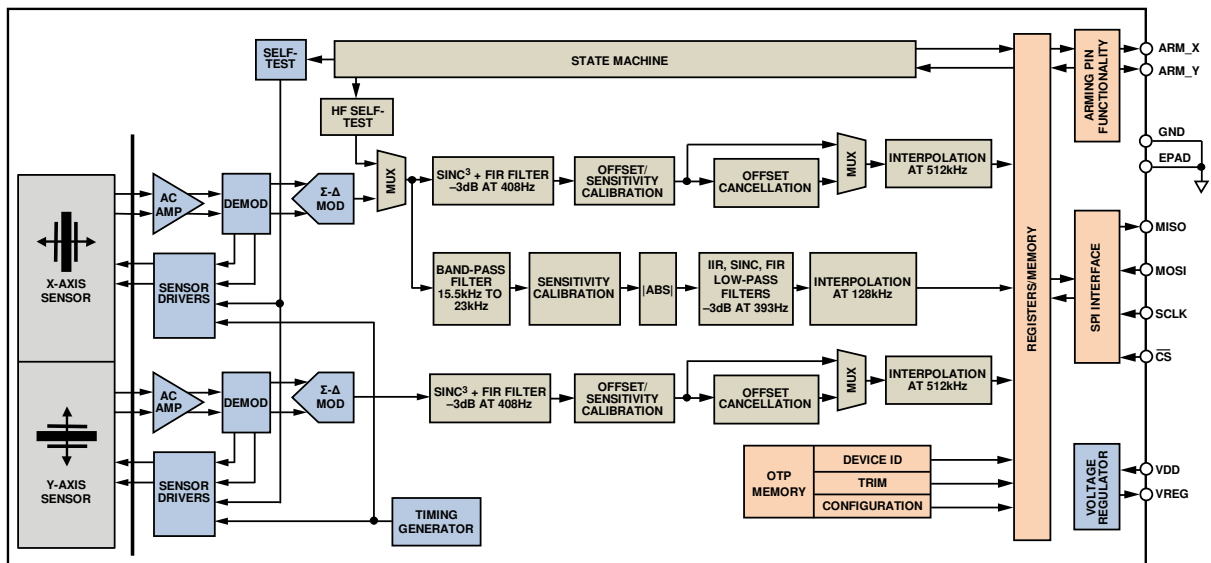 SELF-
TEST
STATE MACHINE
HF SELF-
TEST
REGISTERS/MEMORY
ARMING PIN
FUNCTIONALITY
ARM_X
ARM_Y
GND
EPAD
X-AXIS
SENSOR
AC
AMP
DEMOD
Σ-Δ
MOD
MUX
SINC³ + FIR FILTER
–3dB AT 408Hz
OFFSET/
SENSITIVITY
CALIBRATION
OFFSET
CANCELLATION
MUX
INTERPOLATION
AT 512kHz
SENSOR
DRIVERS
BAND-PASS
FILTER
15.5kHz TO
23kHz
SENSITIVITY
CALIBRATION
|ABS|
IIR, SINC, FIR
LOW-PASS
FILTERS
–3dB AT 393Hz
INTERPOLATION
AT 128kHz
SPI INTERFACE
MISO
MOSI
SCLK
CS
Y-AXIS
SENSOR
AC
AMP
DEMOD
Σ-Δ
MOD
SINC³ + FIR FILTER
–3dB AT 408Hz
OFFSET/
SENSITIVITY
CALIBRATION
OFFSET
CANCELLATION
MUX
INTERPOLATION
AT 512kHz
SENSOR
DRIVERS
TIMING
GENERATOR
OTP
MEMORY
DEVICE ID
TRIM
CONFIGURATION
VOLTAGE
REGULATOR
VDD
VREG